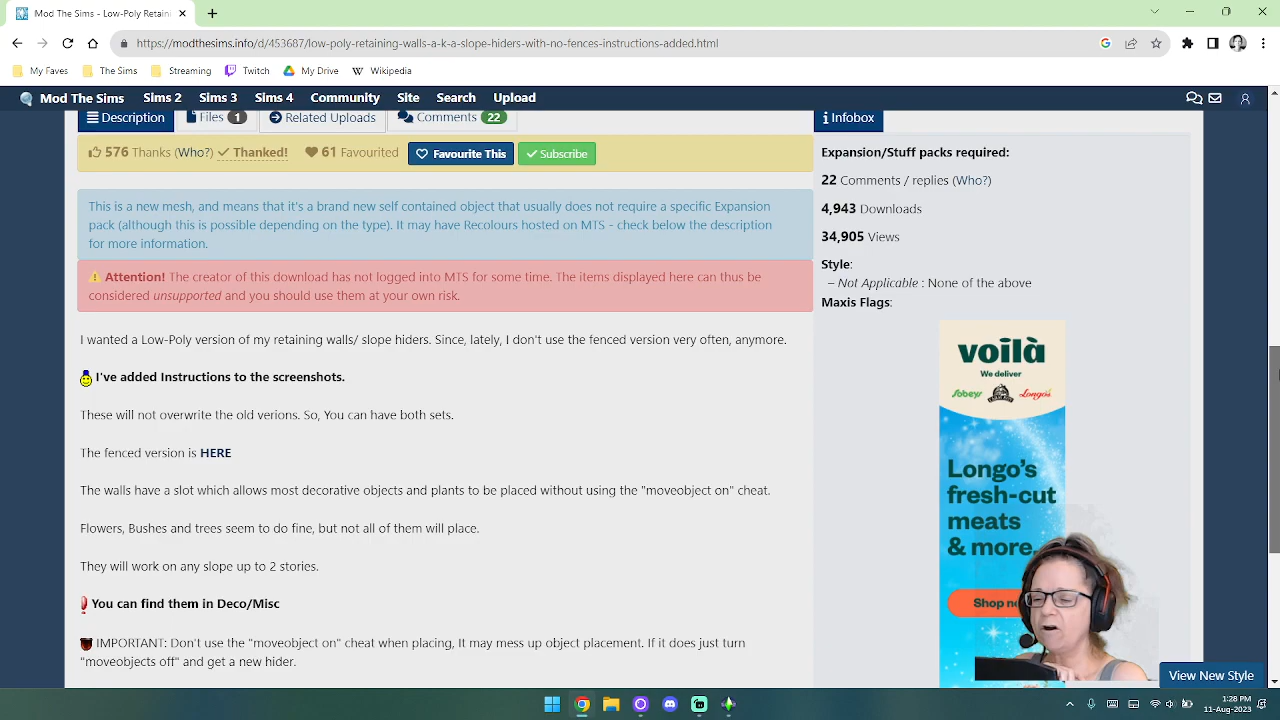 Mod The Sims - Low-Poly Retaining
https://modthesims.info/d/453687/low-poly-retaining-walls-a-k-a-slope-hiders-with-no-fences-instructions-added.html
My Faves The Sims Streaming Twitch My Drive Wikipedia
Mod The Sims Sims 2 Sims 3 Sims 4 Community Site Search Upload
Description Files 1 Related Uploads Comments 22 Infobox
576 Thanks (Who?) Thanked! 61 Favourited Favourite This Subscribe
This is a new mesh, and means that it's a brand new self contained object that usually does not require a specific Expansion
pack (although this is possible depending on the type). It may have Recolours hosted on MTS - check below the description
for more information.
Attention! The creator of this download has not logged into MTS for some time. The items displayed here can thus be
considered unsupported and you should use them at your own risk.
I wanted a Low-Poly version of my retaining walls/ slope hiders. Since, lately, I don't use the fenced version very often, anymore.
I've added Instructions to the screenshots.
These will not overwrite the old verions. So, You can have both sets.
The fenced version is HERE
The walls have a slot which allows most decorative objects and plants to be placed without using the "moveobject on" cheat.
Flowers, Bushes and trees seem to do fine, but not all of them will place.
They will work on any slope up to 2 stories.
You can find them in Deco/Misc
IMPORTANT: Don't use the "moveobject on" cheat when placing, It may mess up object placement. If it does just turn
"moveobjects off" and get a new hider.
Expansion/Stuff packs required:
22 Comments / replies (Who?)
4,943 Downloads
34,905 Views
Style:
– Not Applicable : None of the above
Maxis Flags:
voilà
We deliver
Sobeys Longo's
Longo's
fresh-cut
meats
& more.
Shop
View New Style
1:28 PM
11-Aug-2023